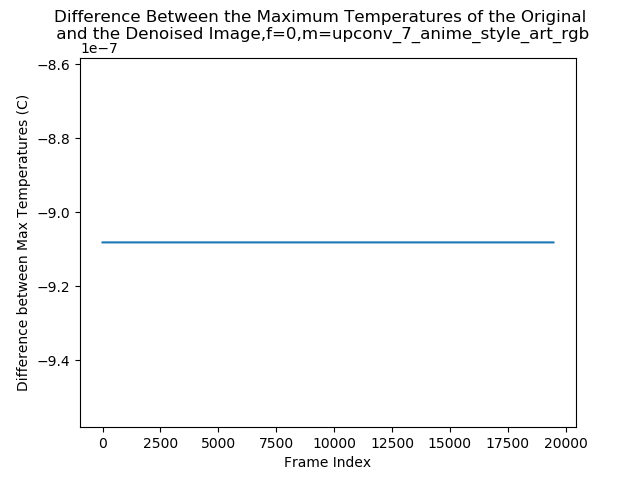 Difference Between the Maximum Temperatures of the Original
and the Denoised Image,f=0,m=upconv_7_anime_style_art_rgb
1e−7
−8.6
−8.8
−9.0
−9.2
−9.4
Difference between Max Temperatures (C)
0 2500 5000 7500 10000 12500 15000 17500 20000
Frame Index